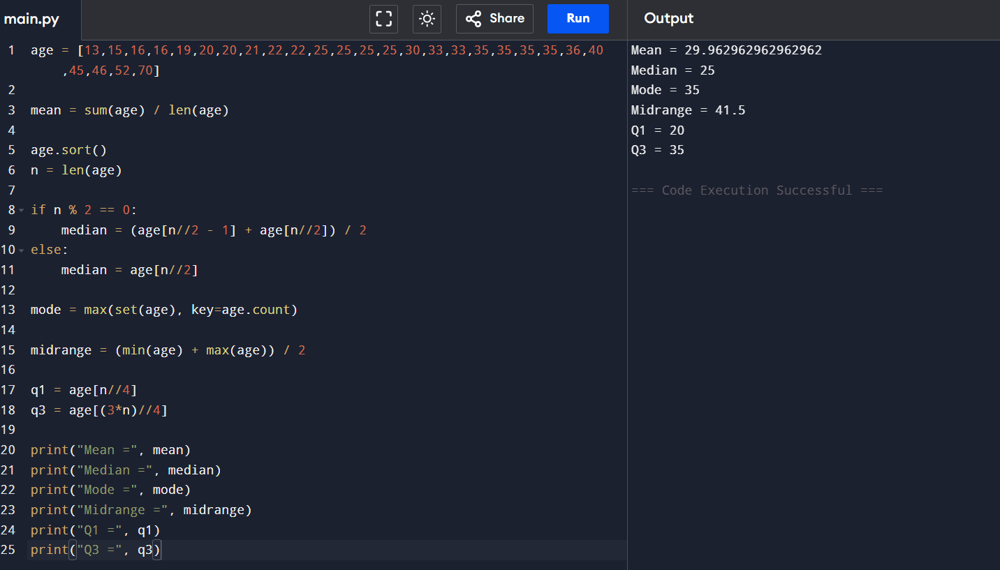 main.py
Share
Run
Output
1 age = [13,15,16,16,19,20,20,21,22,22,25,25,25,25,30,33,33,35,35,35,35,36,40
,45,46,52,70]
2
3 mean = sum(age) / len(age)
4
5 age.sort()
6 n = len(age)
7
8 if n % 2 == 0:
9     median = (age[n//2 - 1] + age[n//2]) / 2
10 else:
11     median = age[n//2]
12
13 mode = max(set(age), key=age.count)
14
15 midrange = (min(age) + max(age)) / 2
16
17 q1 = age[n//4]
18 q3 = age[(3*n)//4]
19
20 print("Mean =", mean)
21 print("Median =", median)
22 print("Mode =", mode)
23 print("Midrange =", midrange)
24 print("Q1 =", q1)
25 print("Q3 =", q3)
Mean = 29.962962962962962
Median = 25
Mode = 35
Midrange = 41.5
Q1 = 20
Q3 = 35
=== Code Execution Successful ===